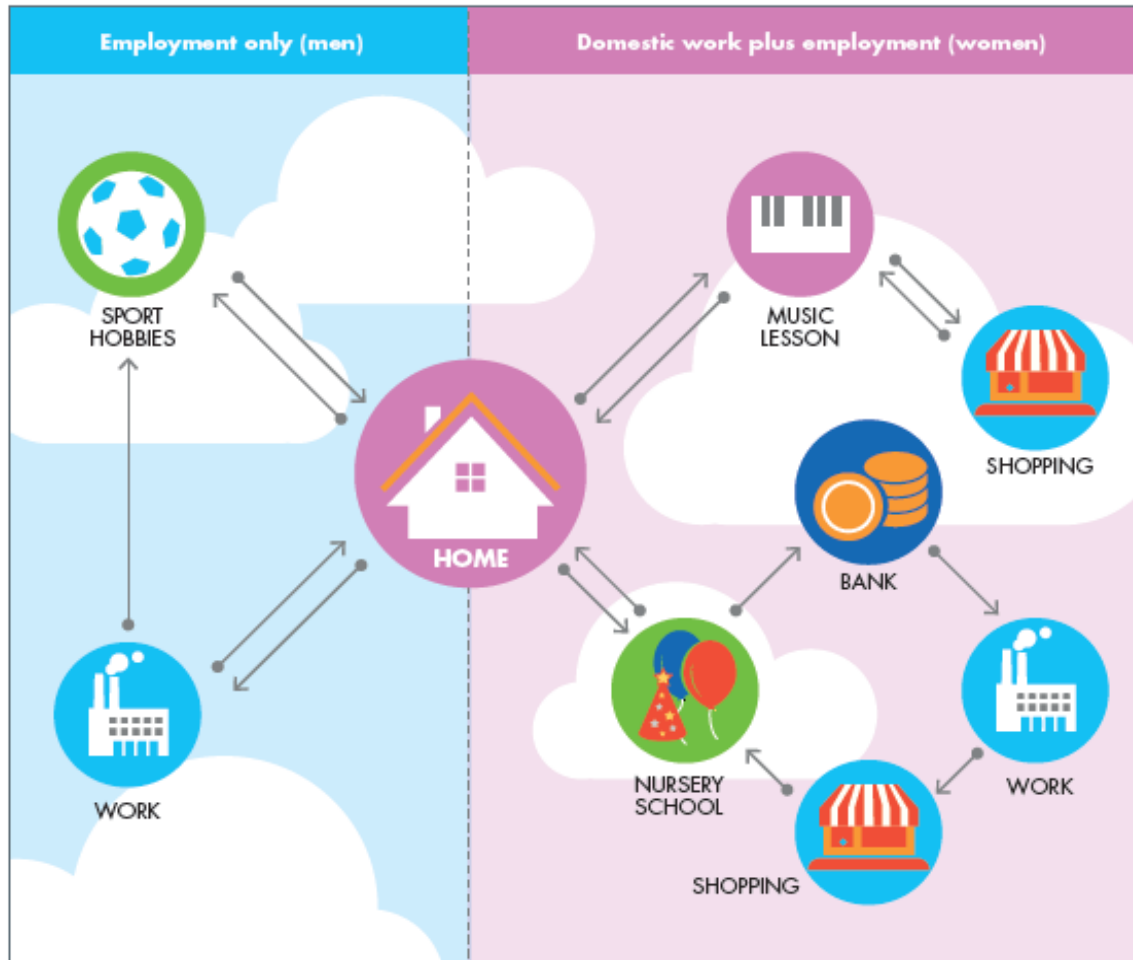 Employment only (men)
Domestic work plus employment (women)
SPORT
HOBBIES
MUSIC
LESSON
SHOPPING
HOME
BANK
WORK
NURSERY
SCHOOL
WORK
SHOPPING